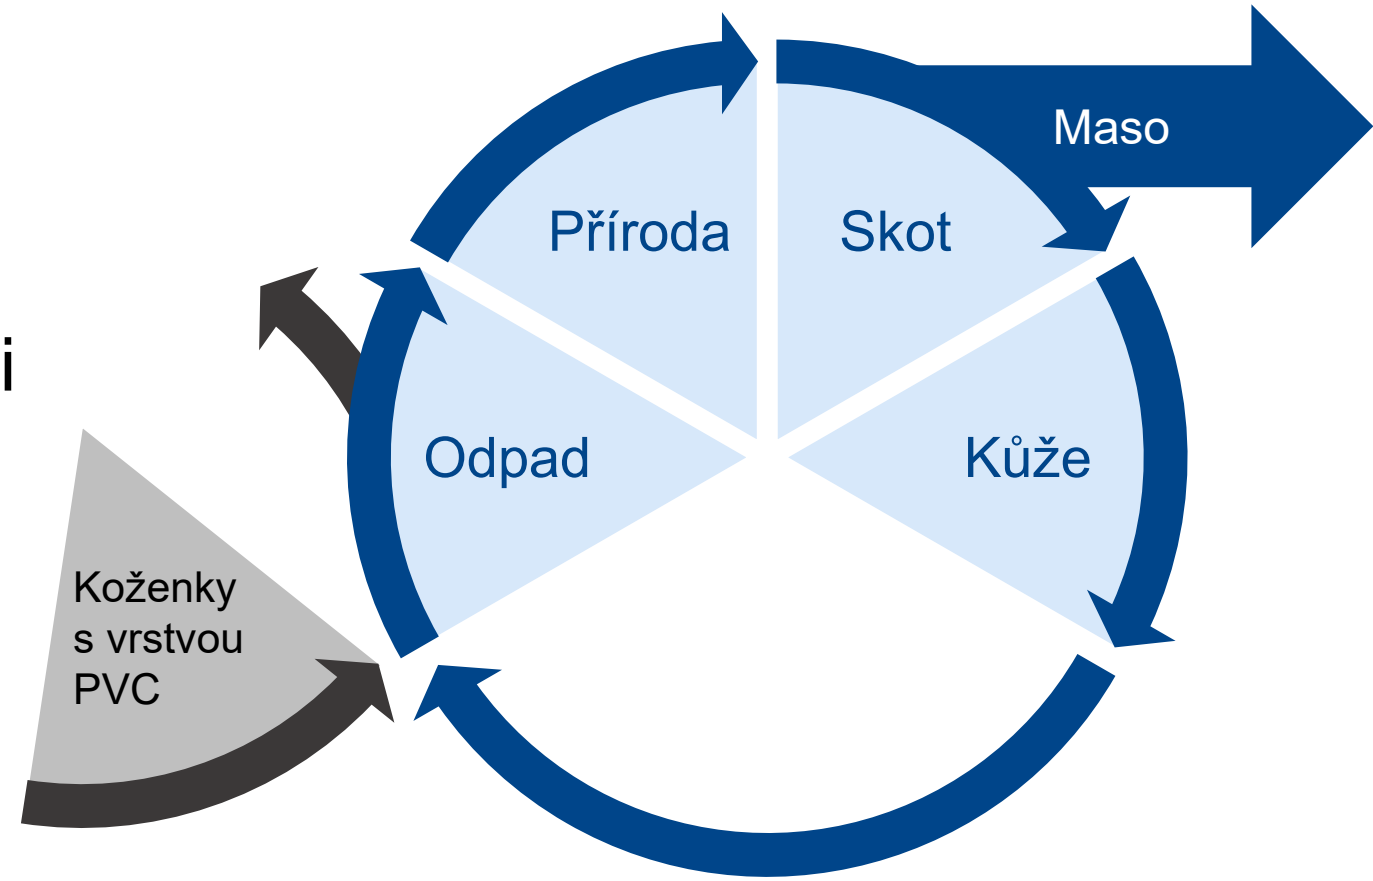 Maso
Příroda
Skot
i
Odpad
Kůže
Koženky
s vrstvou
PVC